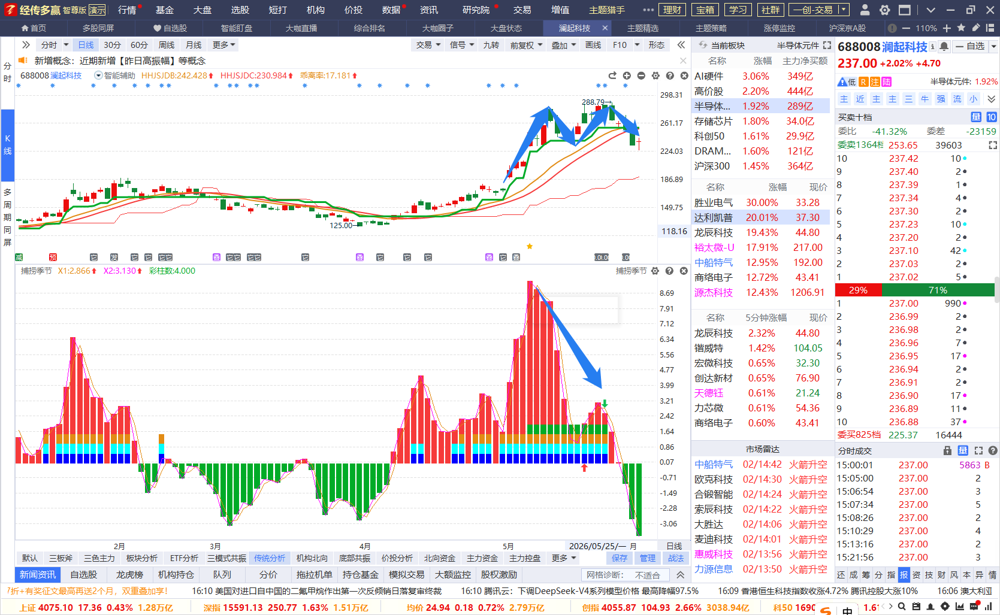 经传多赢 智尊版 演示 行情 基金 大盘 选股 短打 机构 价投 数据 资讯 研究院 交易 增值 主题猎手 ••• 理财 宝箱 学习 社群 一创-交易
首页 多股同屏 自选股 智能盯盘 大咖直播 综合排名 大咖圈子 大盘状态 澜起科技 × 主题精选 主题策略 涨停监控 沪深京A股 110%
分时 日线 30分 60分 周线 月线 更多 交易 信号 九转 前复权 叠加 画线 F10 形态
新增概念：近期新增【昨日高振幅】等概念
688008 澜起科技 智能辅助 HHJSJDB:242.428 HHJSJDC:230.984 乖离率:17.181
分时
K线
多周期同屏
298.31
261.17
224.03
186.89
149.75
118.16
288.79
125.00
减 预 它 发 它 它 它它 季 它它 它它 它 季 它 它 它 季 它 季
捕捞季节 X1:2.866 X2:3.130 彩柱数:4.000 捕捞季节
8.69
7.91
7.12
6.34
5.56
4.77
3.99
3.21
2.42
1.64
0.86
0.07
-0.71
-1.49
-2.28
-3.06
2月 3月 4月 5月 2026/05/25/一 月 日线
默认 三板斧 三色主力 板块分析 ETF分析 三模式共振 传统分析 机构北向 底部共振 价投分析 北向资金 主力资金 主力控盘 更多 保存 管理 战法
新闻资讯 自选股 龙虎榜 机构持仓 队列 分价 拖拉机单 持仓基金 模拟交易 大额监控 股权激励 网格诊断： 不适合
当前板块 半导体元件
名称 涨幅 主力净买额
AI硬件 3.06% 349亿
高价股 2.20% 444亿
半导体... 1.92% 289亿
存储芯片 1.80% 34.0亿
科创50 1.61% 29.9亿
DRAM... 1.60% 121亿
沪深300 1.45% 364亿
名称 涨幅 现价
胜业电气 30.00% 33.28
达利凯普 20.01% 37.30
龙辰科技 19.43% 44.80
裕太微-U 17.91% 217.00
中船特气 12.95% 192.00
商络电子 12.72% 43.41
源杰科技 12.43% 1206.91
名称 5分钟涨幅 现价
龙辰科技 2.32% 44.80
锴威特 1.42% 104.05
宏微科技 0.65% 32.30
创达新材 0.65% 76.90
天德钰 0.61% 21.24
力芯微 0.61% 54.36
商络电子 0.60% 43.41
市场雷达
中船特气 02/14:42 火箭升空
欧克科技 02/14:30 火箭升空
合锻智能 02/14:24 火箭升空
索辰科技 02/14:22 火箭升空
大胜达 02/14:06 火箭升空
麦迪科技 02/14:01 火箭升空
惠威科技 02/13:56 火箭升空
力源信息 02/13:50 火箭升空
688008 澜起科技 自选
237.00 +2.02% +4.70
低 R 注 陆 半导体元件: 1.92%
主 近 主 主 三 牛 强 流 小
买卖十档 量 10
委比 -41.32% 委差 -23159
委卖1364档 253.65 39603
10 237.42 10
9 237.40 2
8 237.39 1
7 237.34 4
6 237.30 2
5 237.23 10
4 237.20 2
3 237.10 42
2 237.03 2
1 237.02 5
29% 71%
1 237.00 990
2 236.99 2
3 236.98 2
4 236.96 7
5 236.95 17
6 236.94 2
7 236.91 2
8 236.90 17
9 236.89 11
10 236.88 37
委买825档 225.37 16444
分时成交 量
15:00:01 237.00 5863 B
15:05:00 237.00 2
15:06:54 237.00 3
15:07:34 237.00 5
15:08:26 237.00 2
15:10:29 237.00 4
15:13:16 237.00 2
15:21:56 237.00 3
还 成 筹 分 指 报 资 技 财 风 本 异 情
7折+有奖征文最高再送2个月，双重叠加享! 16:10 美国对进口自中国的二氟甲烷作出第一次反倾销日落复审终裁 16:10 腾讯云：下调DeepSeek-V4系列模型价格 最高降幅97.5% 16:09 香港恒生科技指数收涨4.72% 腾讯控股大涨10% 16:06 澳大利亚
上证 4075.10 17.36 0.43% 1.28万亿 深指 15591.13 250.77 1.63% 1.51万亿 均价 24.94 0.18 0.72% 2.79万亿 创指 4055.87 104.93 2.66% 3038.94亿 科50 1690 1.61
中